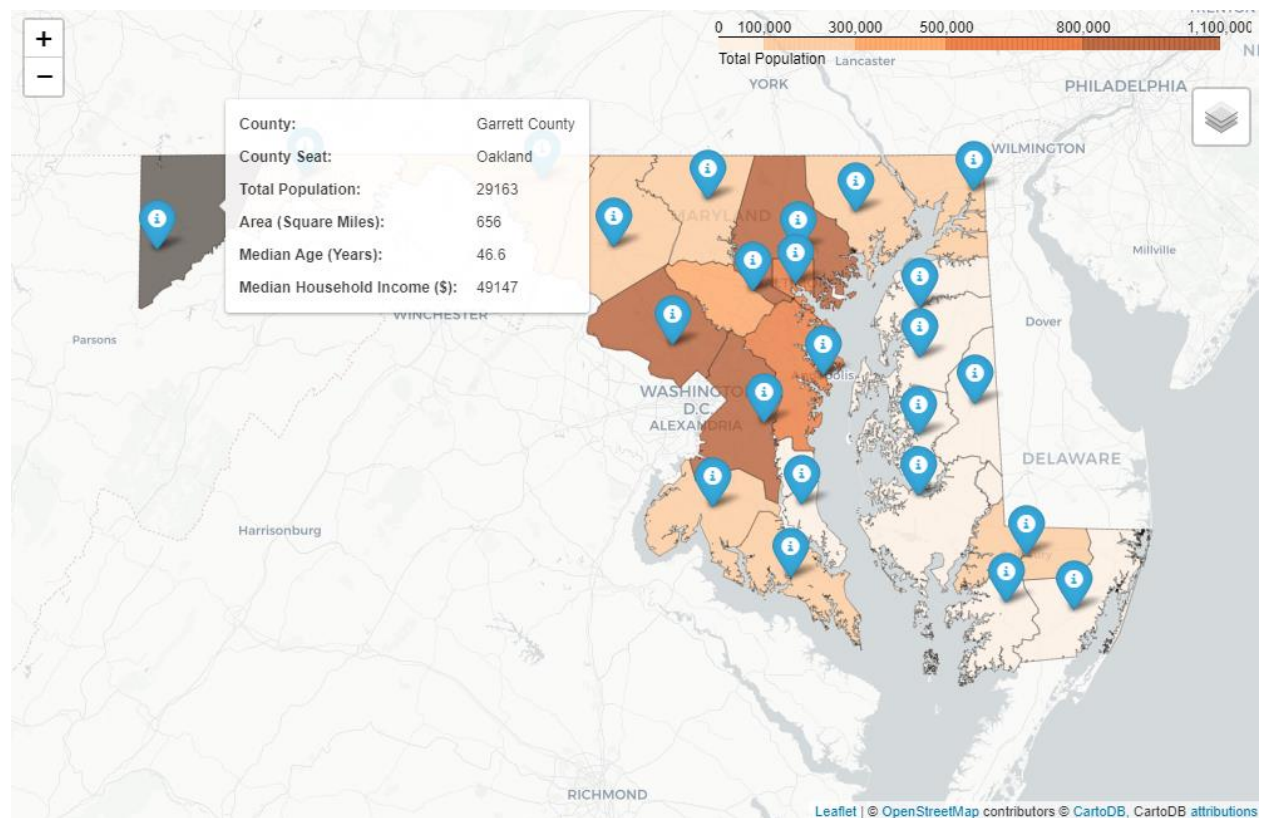 TRENTON
+
0 100,000 300,000 500,000 800,000 1,100,000
Total Population
Lancaster
−
YORK
PHILADELPHIA
WILMINGTON
County: Garrett County
County Seat: Oakland
Total Population: 29163
Area (Square Miles): 656
Median Age (Years): 46.6
Median Household Income ($): 49147
MARYLAND
Millville
WINCHESTER
Dover
Parsons
Annapolis
WASHINGTON
D.C.
ALEXANDRIA
DELAWARE
Harrisonburg
RICHMOND
Leaflet | © OpenStreetMap contributors © CartoDB, CartoDB attributions